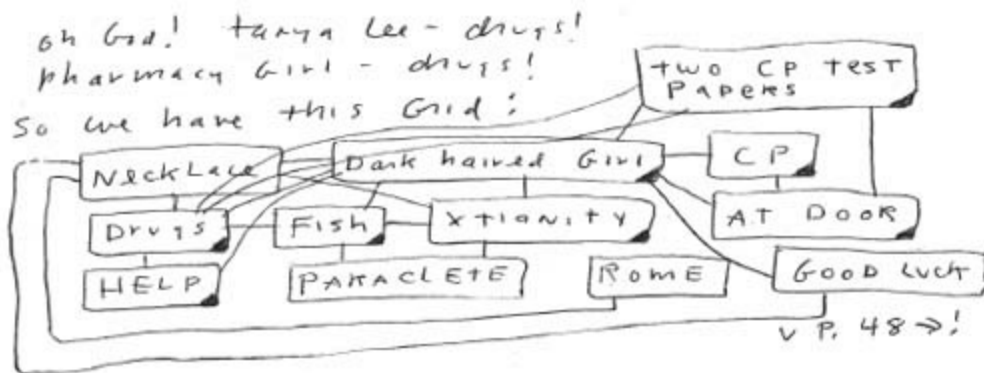 oh God! tanya Lee - drugs!
pharmacy Girl - drugs!
two CP test
Papers
So we have this Grid:
Necklace
Dark haired Girl
CP
Drugs
Fish
Xtianity
AT DOOR
HELP
PARACLETE
ROME
GOOD LUCK
v P. 48 →!